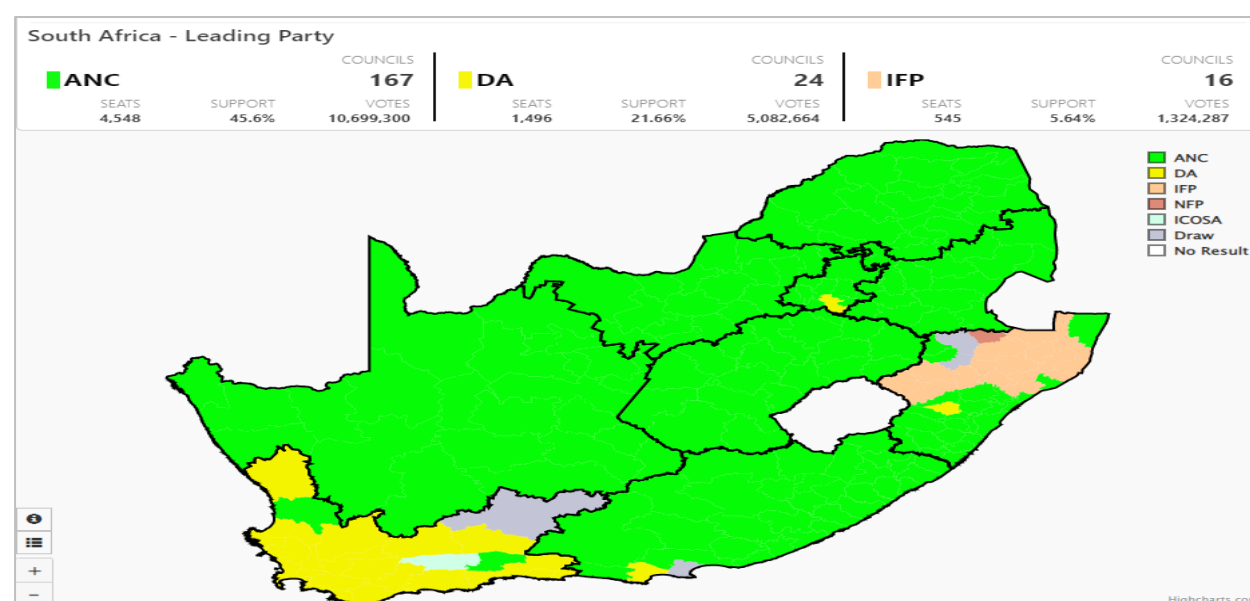 South Africa - Leading Party
COUNCILS COUNCILS COUNCILS
ANC 167 DA 24 IFP 16
SEATS SUPPORT VOTES SEATS SUPPORT VOTES SEATS SUPPORT VOTES
4,548 45.6% 10,699,300 1,496 21.66% 5,082,664 545 5.64% 1,324,287
ANC
DA
IFP
NFP
ICOSA
Draw
No Result
+
-